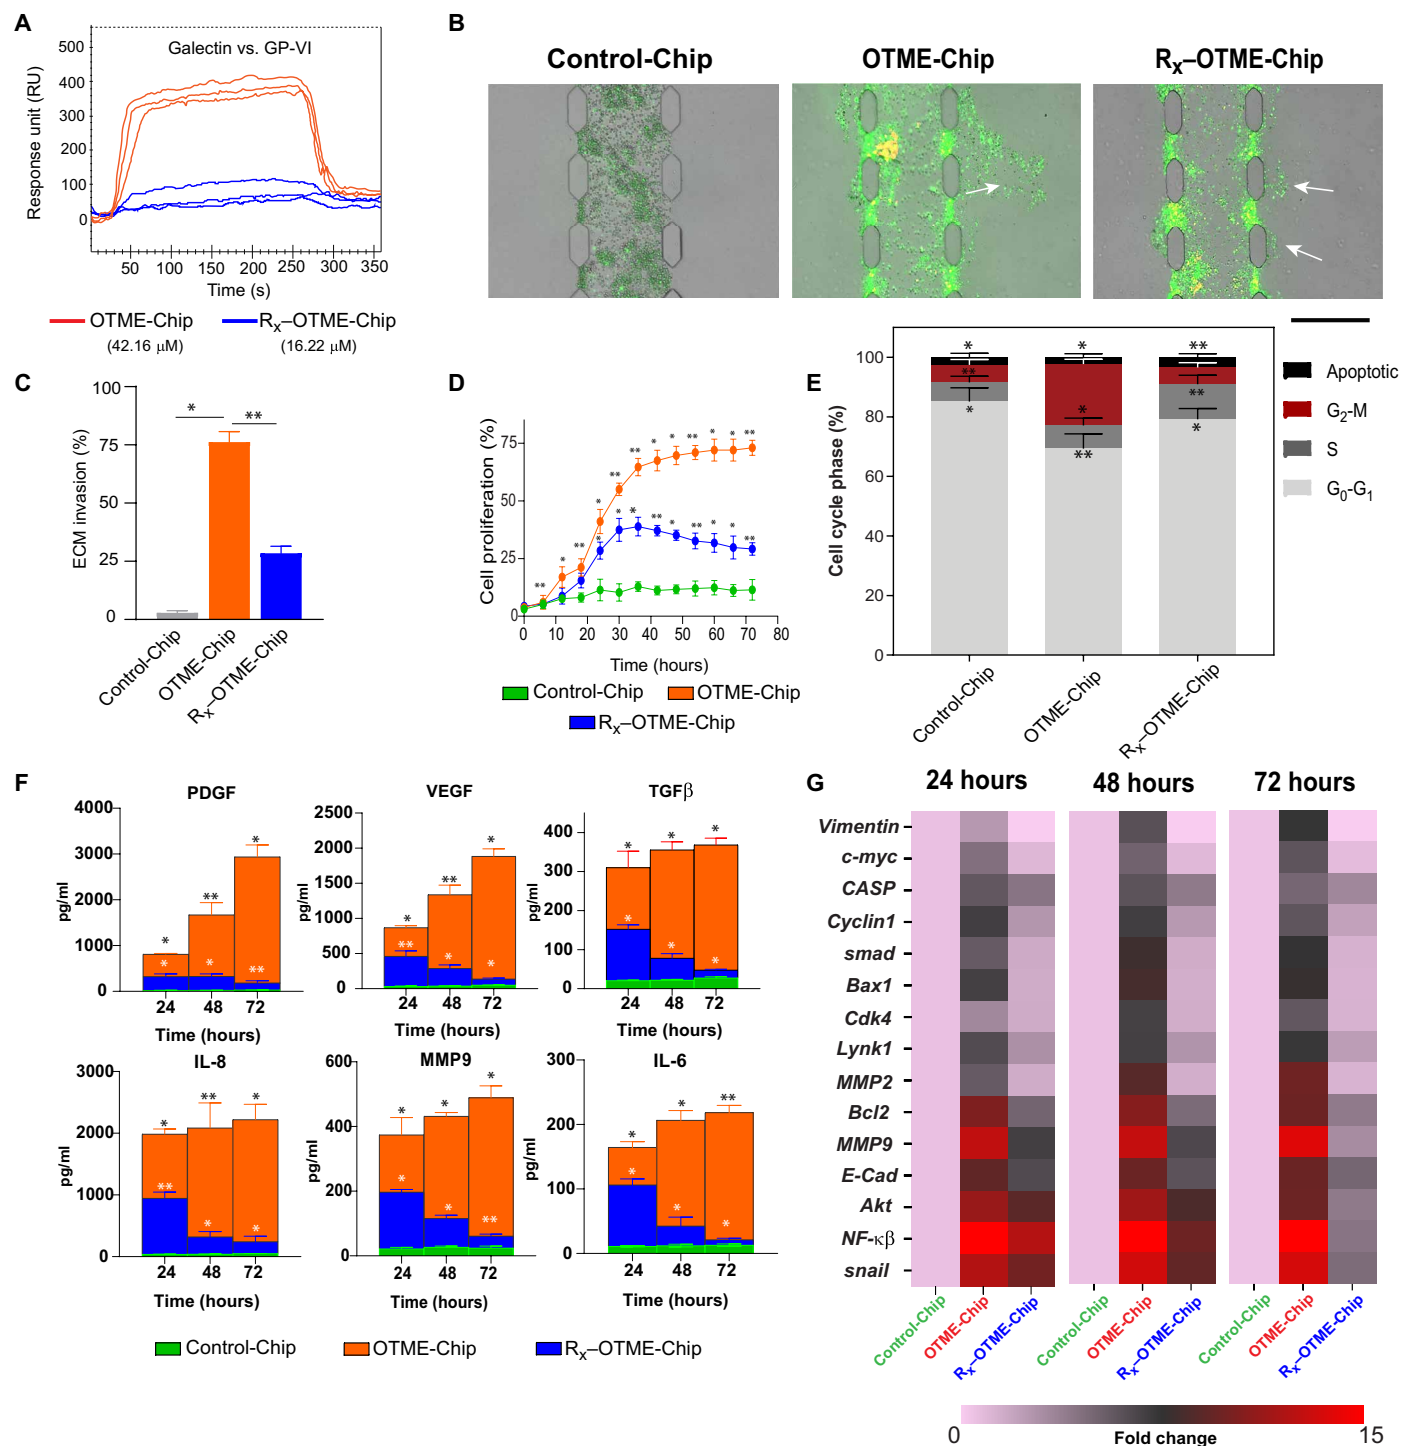 A
Galectin vs. GP-VI
Response unit (RU)
500
400
300
200
100
0
50 100 150 200 250 300 350
Time (s)
OTME-Chip
(42.16 μM)
Rx–OTME-Chip
(16.22 μM)
B
Control-Chip
OTME-Chip
Rx–OTME-Chip
C
ECM invasion (%)
100
75
50
25
0
* **
Control-Chip
OTME-Chip
Rx–OTME-Chip
D
Cell proliferation (%)
75
50
25
0
0 10 20 30 40 50 60 70 80
Time (hours)
Control-Chip
OTME-Chip
Rx–OTME-Chip
E
Cell cycle phase (%)
100
80
60
40
20
0
Control-Chip
OTME-Chip
Rx–OTME-Chip
Apoptotic
G2-M
S
G0-G1
F
PDGF
pg/ml
4000
3000
2000
1000
0
24 48 72
Time (hours)
VEGF
pg/ml
2500
2000
1500
1000
500
0
24 48 72
Time (hours)
TGFβ
pg/ml
400
300
200
100
0
24 48 72
Time (hours)
IL-8
pg/ml
3000
2000
1000
0
24 48 72
Time (hours)
MMP9
pg/ml
600
400
200
0
24 48 72
Time (hours)
IL-6
pg/ml
300
200
100
0
24 48 72
Time (hours)
Control-Chip
OTME-Chip
Rx–OTME-Chip
G
24 hours
48 hours
72 hours
Vimentin
c-myc
CASP
Cyclin1
smad
Bax1
Cdk4
Lynk1
MMP2
Bcl2
MMP9
E-Cad
Akt
NF-κβ
snail
Control-Chip
OTME-Chip
Rx–OTME-Chip
Control-Chip
OTME-Chip
Rx–OTME-Chip
Control-Chip
OTME-Chip
Rx–OTME-Chip
0
Fold change
15